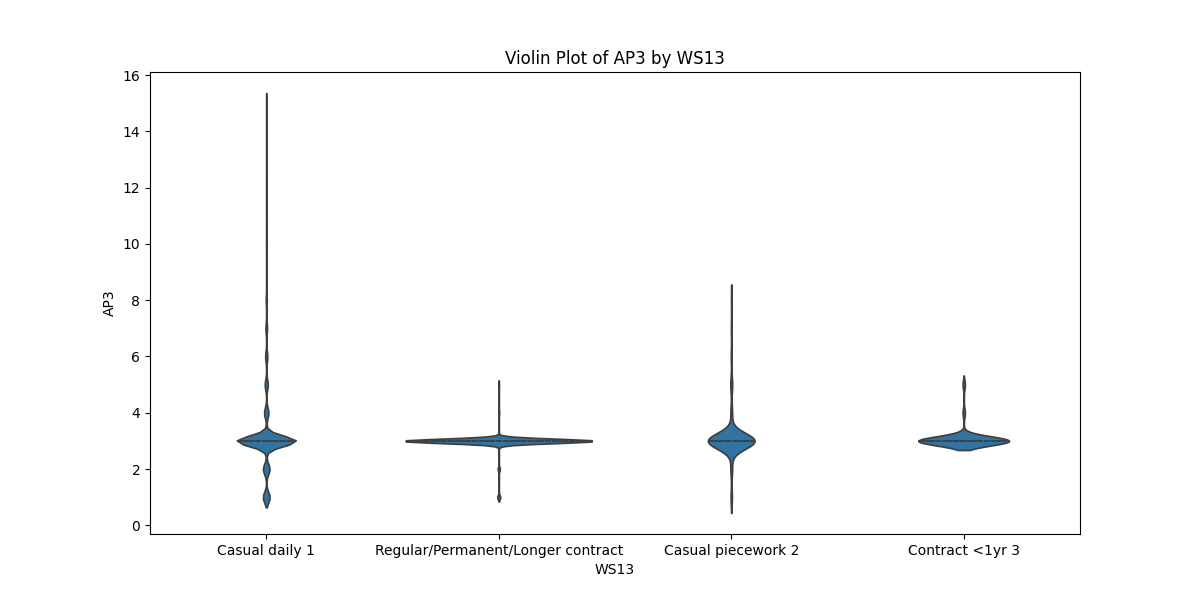 Violin Plot of AP3 by WS13
16
14
12
10
8
6
4
2
0
AP3
Casual daily 1
Regular/Permanent/Longer contract
Casual piecework 2
Contract <1yr 3
WS13